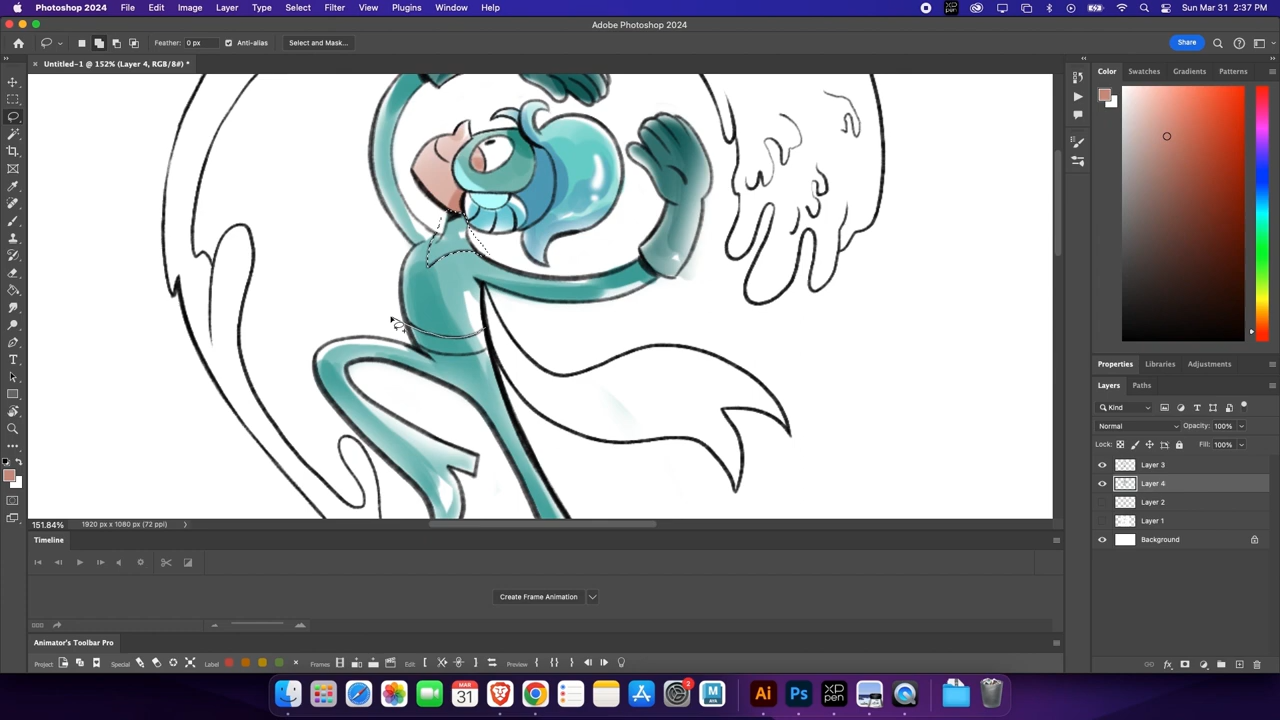 Photoshop 2024 File Edit Image Layer Type Select Filter View Plugins Window Help Sun Mar 31 2:37 PM
Adobe Photoshop 2024
Feather: 0 px Anti-alias Select and Mask... Share
Untitled-1 @ 152% (Layer 4, RGB/8#) *
Color Swatches Gradients Patterns
Properties Libraries Adjustments
Layers Paths
Kind
Normal Opacity: 100%
Lock: Fill: 100%
Layer 3
Layer 4
Layer 2
Layer 1
Background
151.84% 1920 px x 1080 px (72 ppi)
Timeline
Create Frame Animation
Animator's Toolbar Pro
Project Special Label Frames Edit Preview
MAR
31
2
M
Ai
Ps